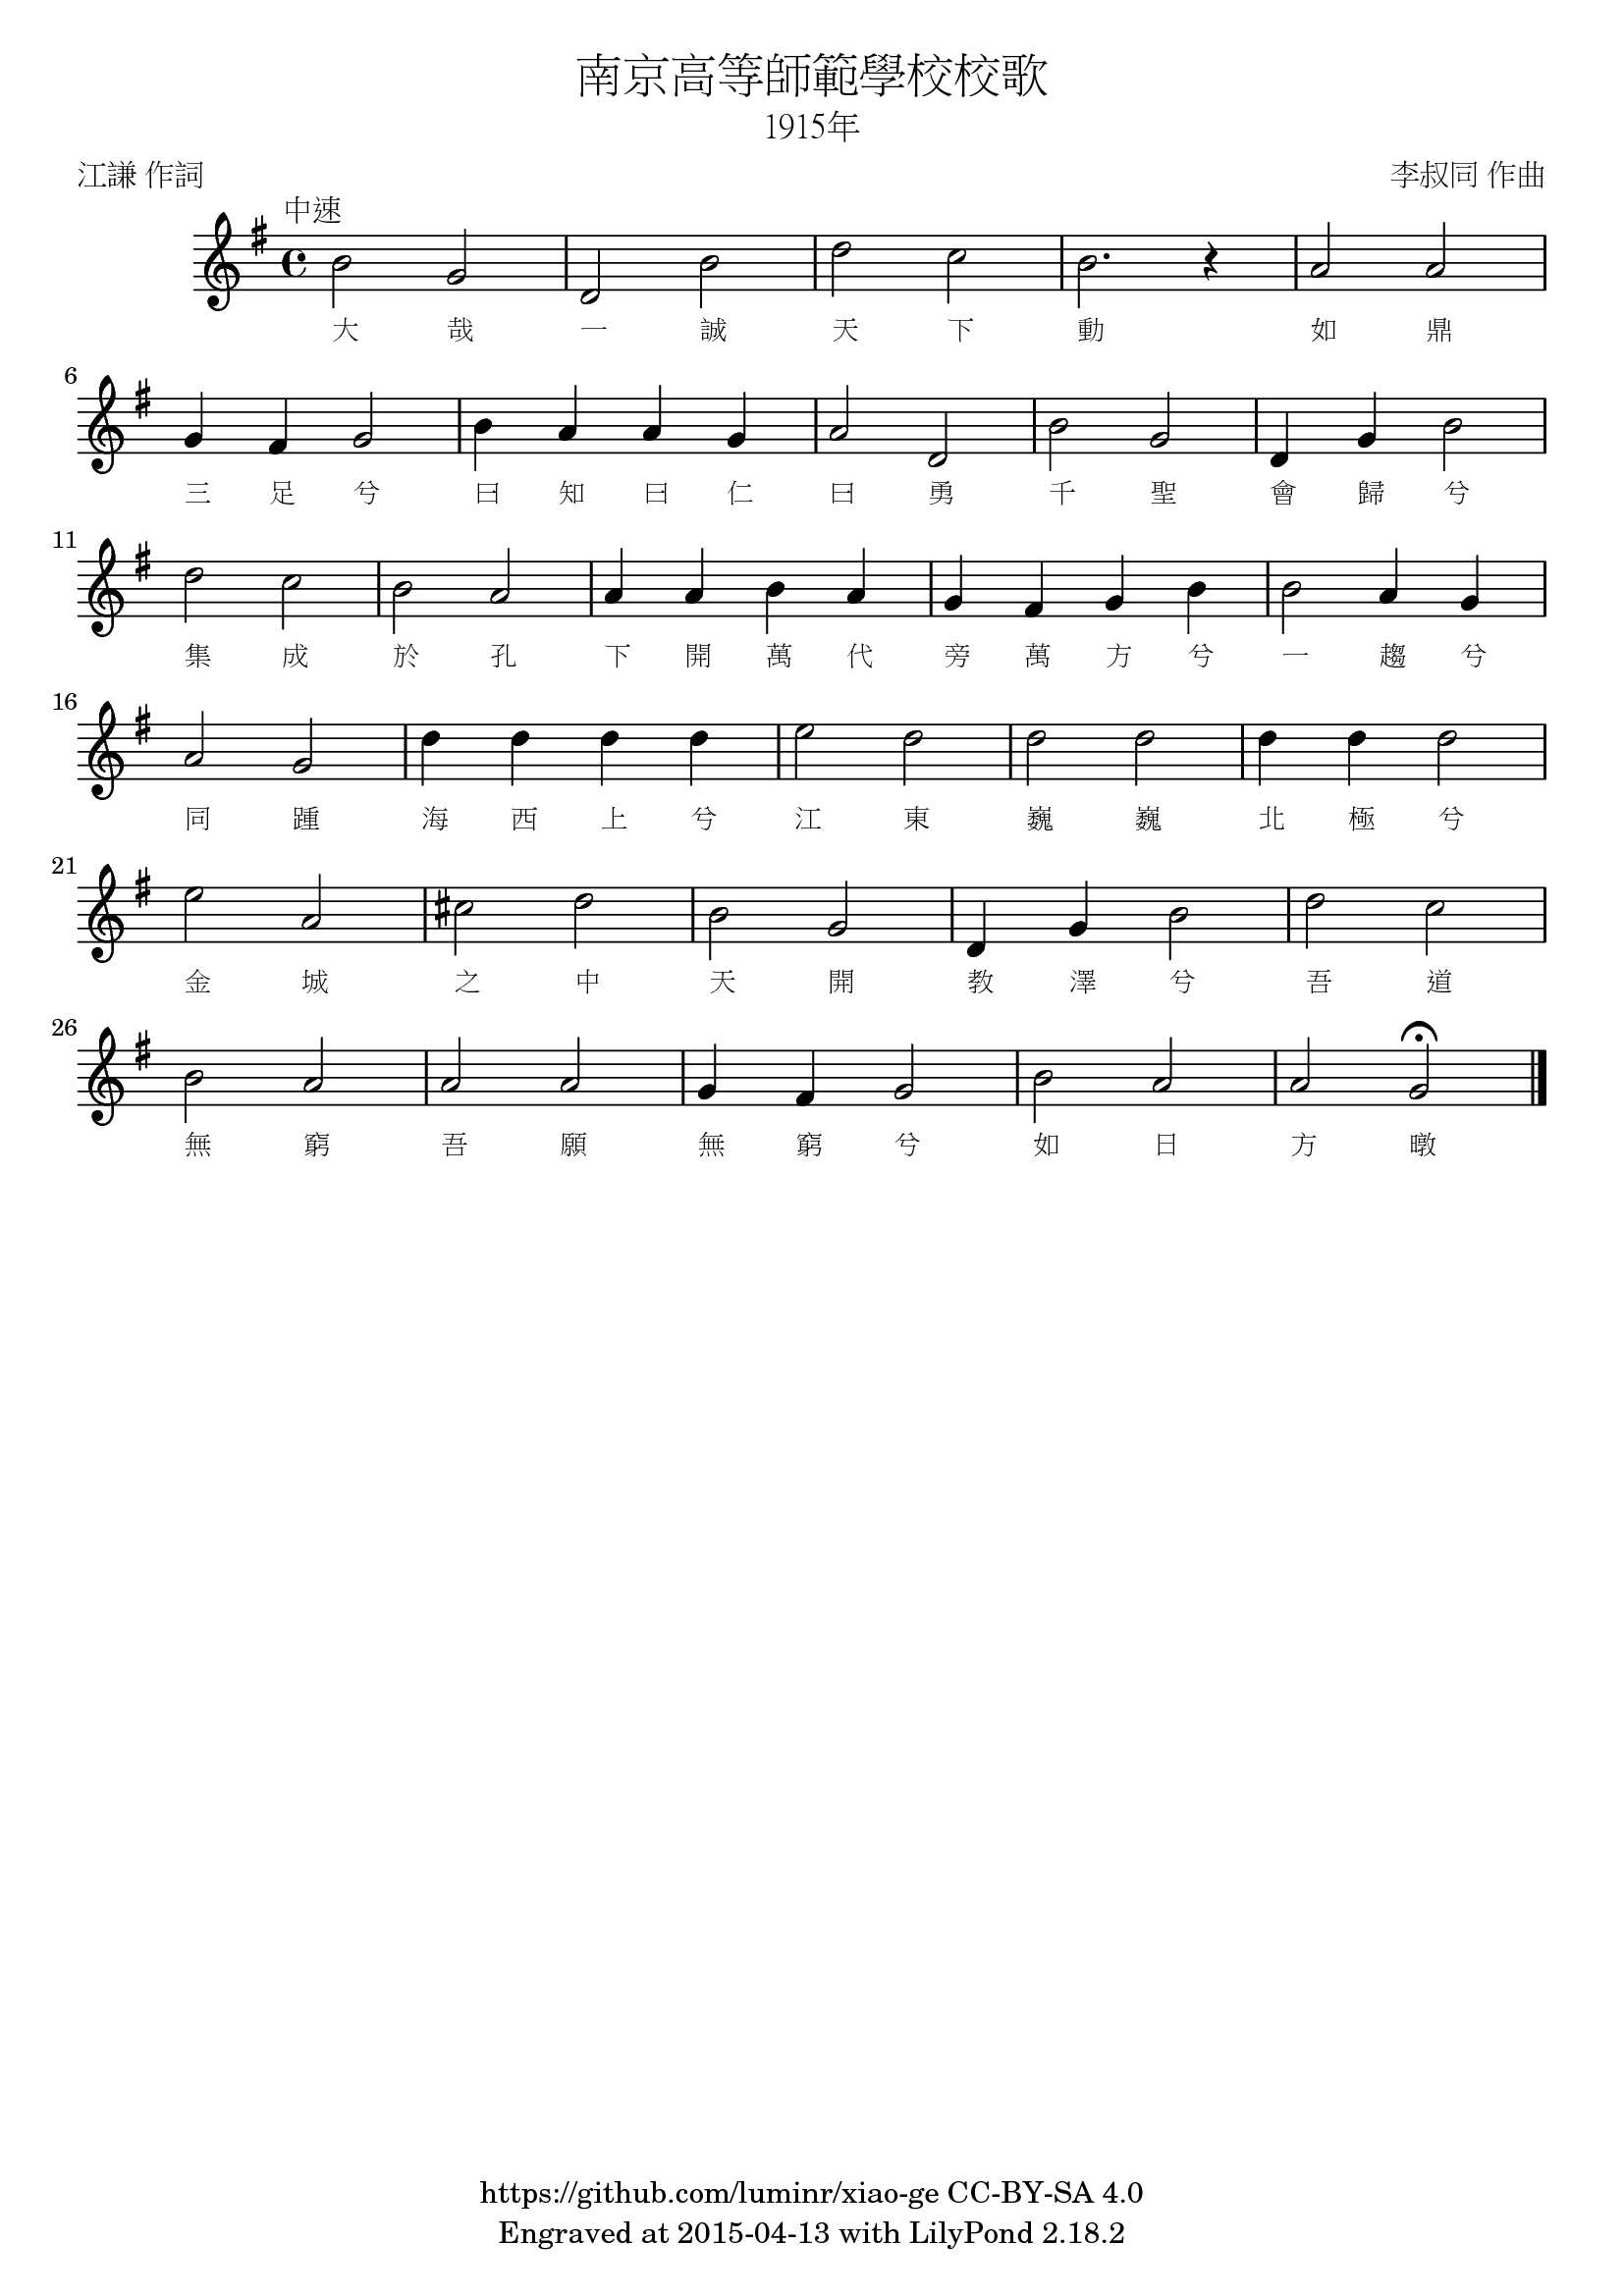 南京高等師範學校校歌
1915年
江謙 作詞 李叔同 作曲
中速
大 哉 一 誠 天 下 動 如 鼎
6
三 足 兮 曰 知 曰 仁 曰 勇 千 聖 會 歸 兮
11
集 成 於 孔 下 開 萬 代 旁 萬 方 兮 一 趨 兮
16
同 踵 海 西 上 兮 江 東 巍 巍 北 極 兮
21
金 城 之 中 天 開 教 澤 兮 吾 道
26
無 窮 吾 願 無 窮 兮 如 日 方 暾
https://github.com/luminr/xiao-ge CC-BY-SA 4.0
Engraved at 2015-04-13 with LilyPond 2.18.2